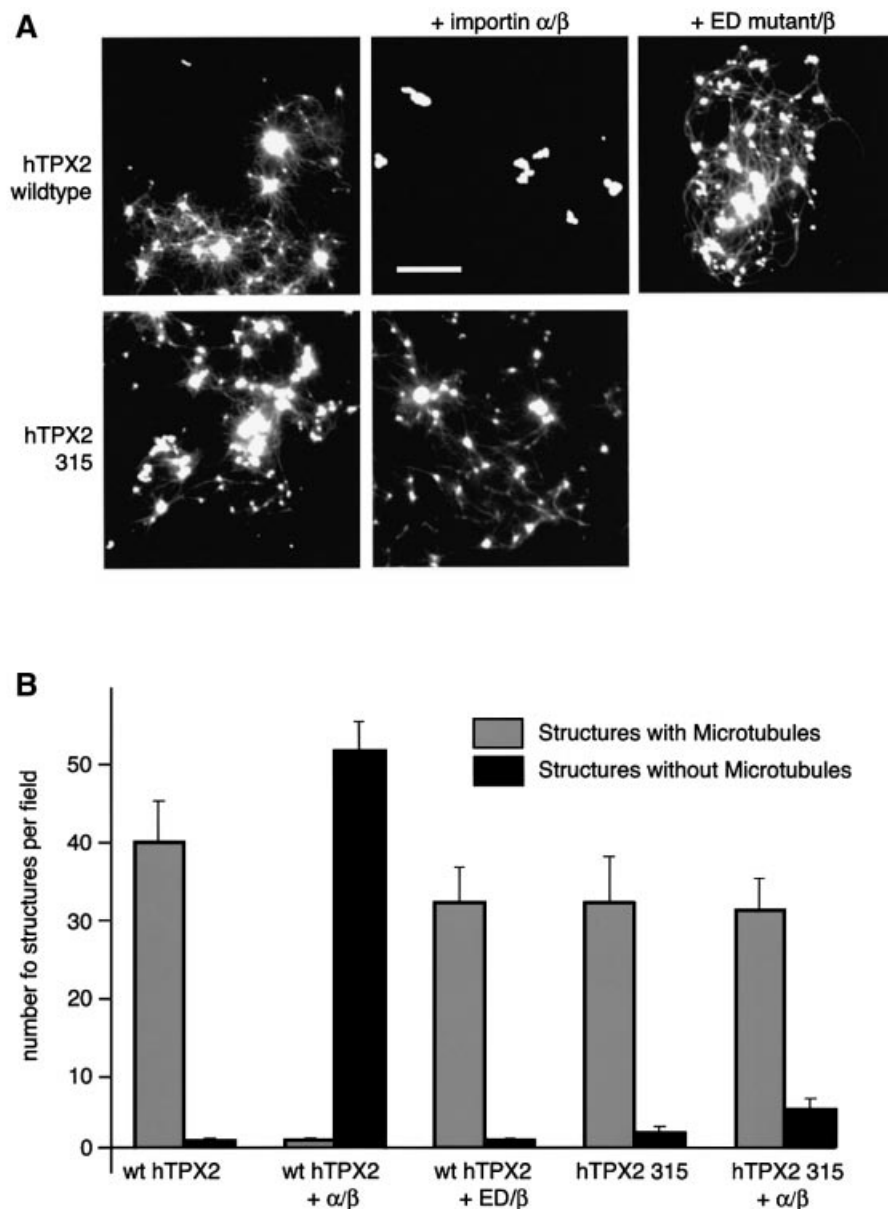 A
+ importin α/β
+ ED mutant/β
hTPX2
wildtype
hTPX2
315
B
Structures with Microtubules
Structures without Microtubules
number fo structures per field
50
40
30
20
10
0
wt hTPX2
wt hTPX2
+ α/β
wt hTPX2
+ ED/β
hTPX2 315
hTPX2 315
+ α/β